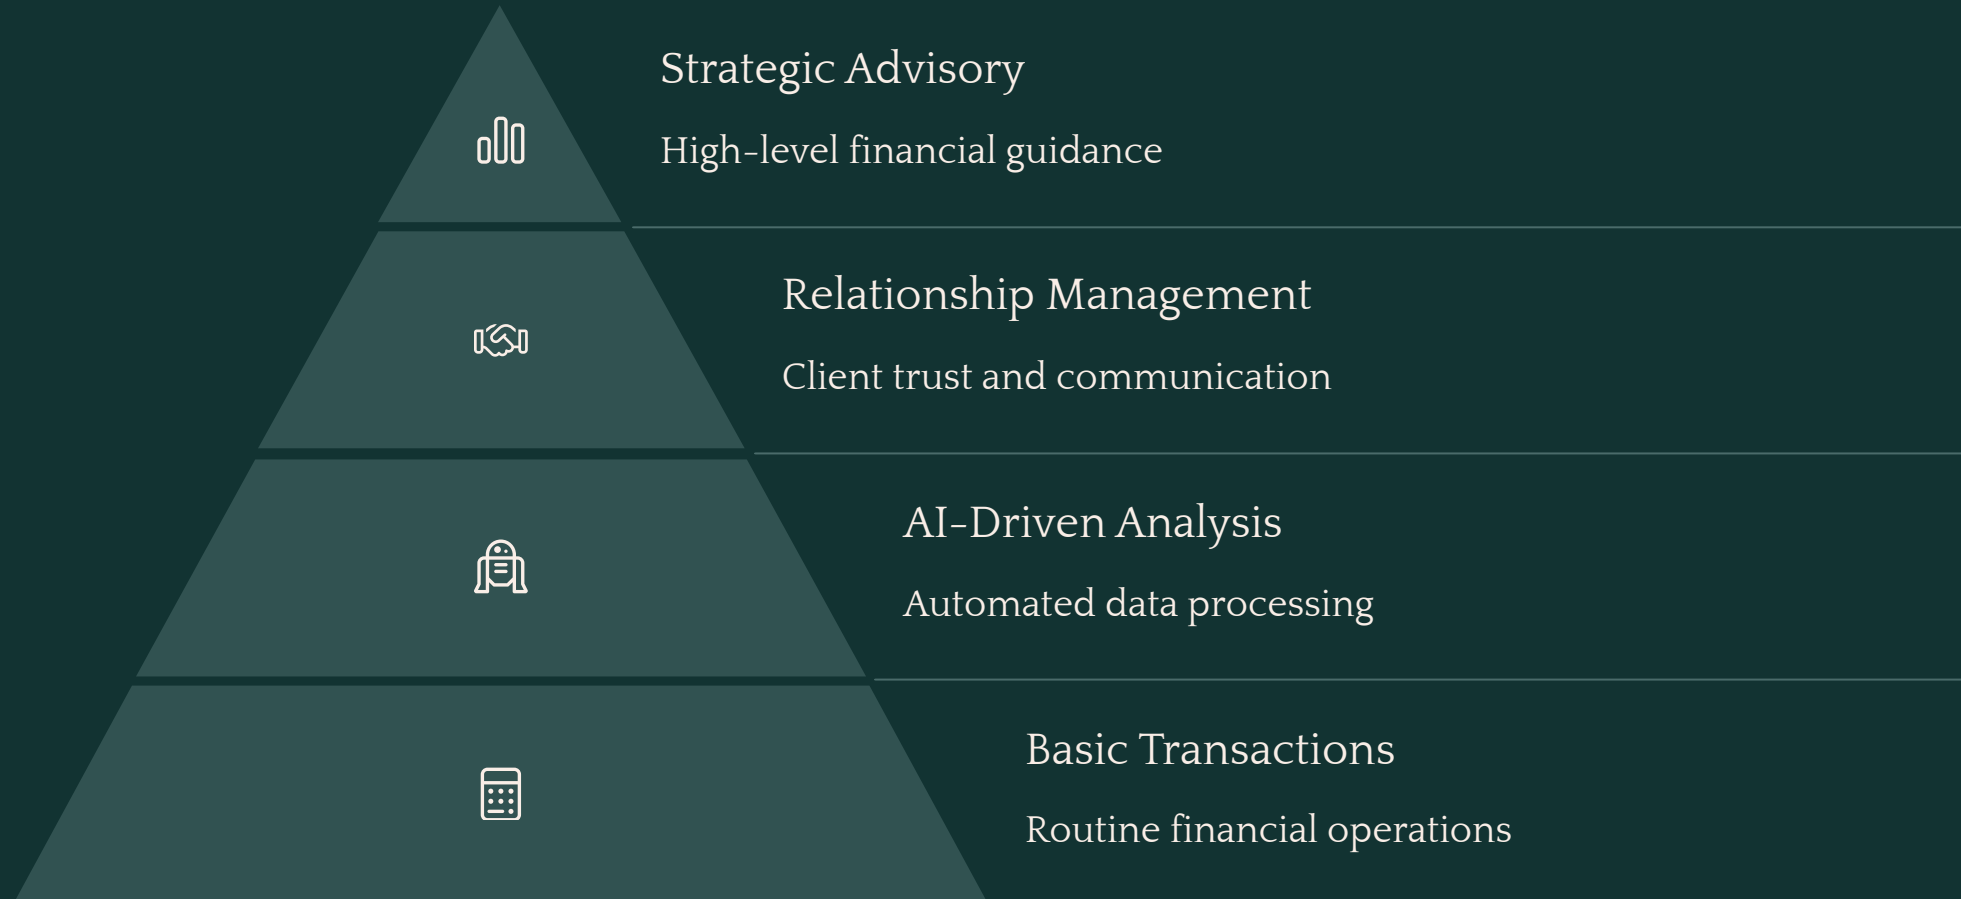 Strategic Advisory
High-level financial guidance
Relationship Management
Client trust and communication
AI-Driven Analysis
Automated data processing
Basic Transactions
Routine financial operations